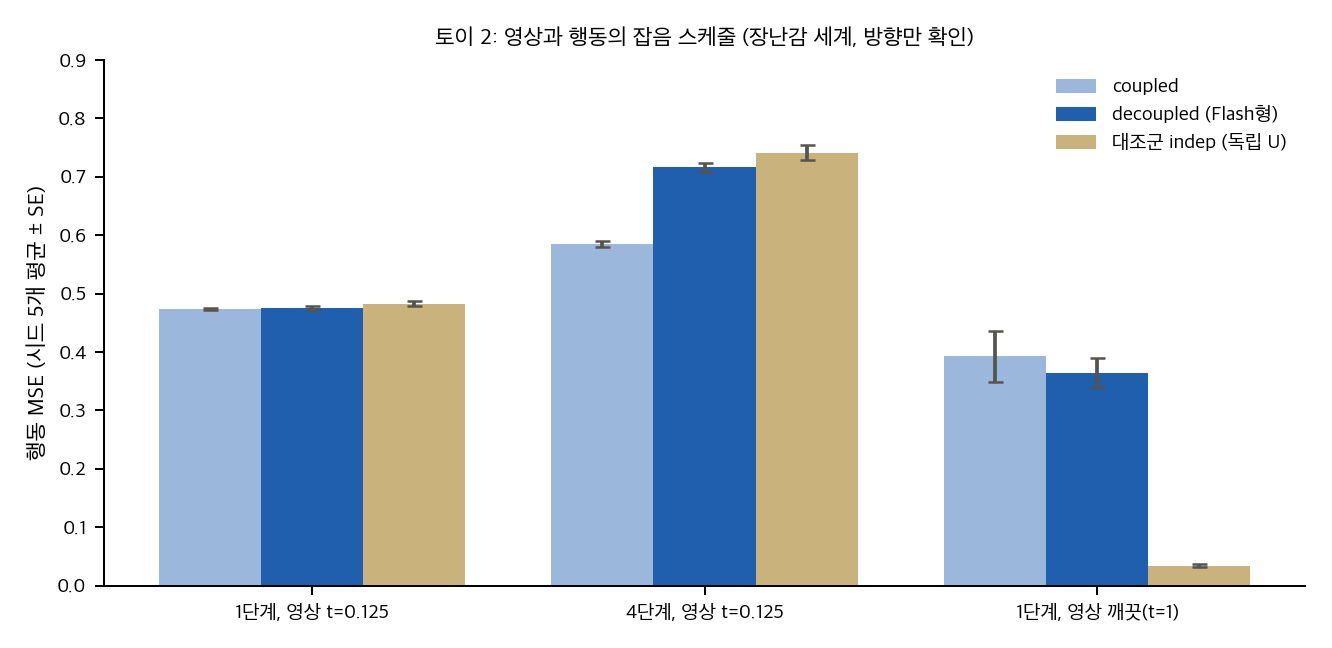 토이 2: 영상과 행동의 잡음 스케줄 (장난감 세계, 방향만 확인)
행동 MSE (시드 5개 평균 ± SE)
0.9
0.8
0.7
0.6
0.5
0.4
0.3
0.2
0.1
0.0
coupled
decoupled (Flash형)
대조군 indep (독립 U)
1단계, 영상 t=0.125
4단계, 영상 t=0.125
1단계, 영상 깨끗(t=1)